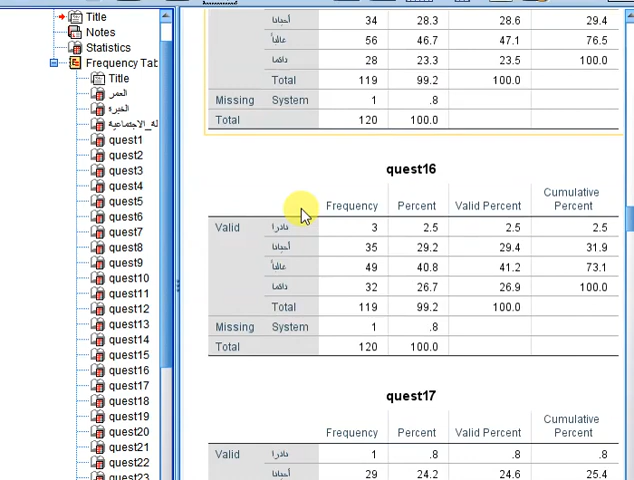 Title
Notes
Statistics
Frequency Tab
Title
العمر
الخبرة
لة_الاجتماعية
quest1
quest2
quest3
quest4
quest5
quest6
quest7
quest8
quest9
quest10
quest11
quest12
quest13
quest14
quest15
quest16
quest17
quest18
quest19
quest20
quest21
quest22
quest23
أحيانا 34 28.3 28.6 29.4
غالباً 56 46.7 47.1 76.5
دائما 28 23.3 23.5 100.0
Total 119 99.2 100.0
Missing System 1 .8
Total 120 100.0
quest16
Frequency Percent Valid Percent Cumulative Percent
Valid نادرا 3 2.5 2.5 2.5
أحيانا 35 29.2 29.4 31.9
غالباً 49 40.8 41.2 73.1
دائما 32 26.7 26.9 100.0
Total 119 99.2 100.0
Missing System 1 .8
Total 120 100.0
quest17
Frequency Percent Valid Percent Cumulative Percent
Valid نادرا 1 .8 .8 .8
أحيانا 29 24.2 24.6 25.4